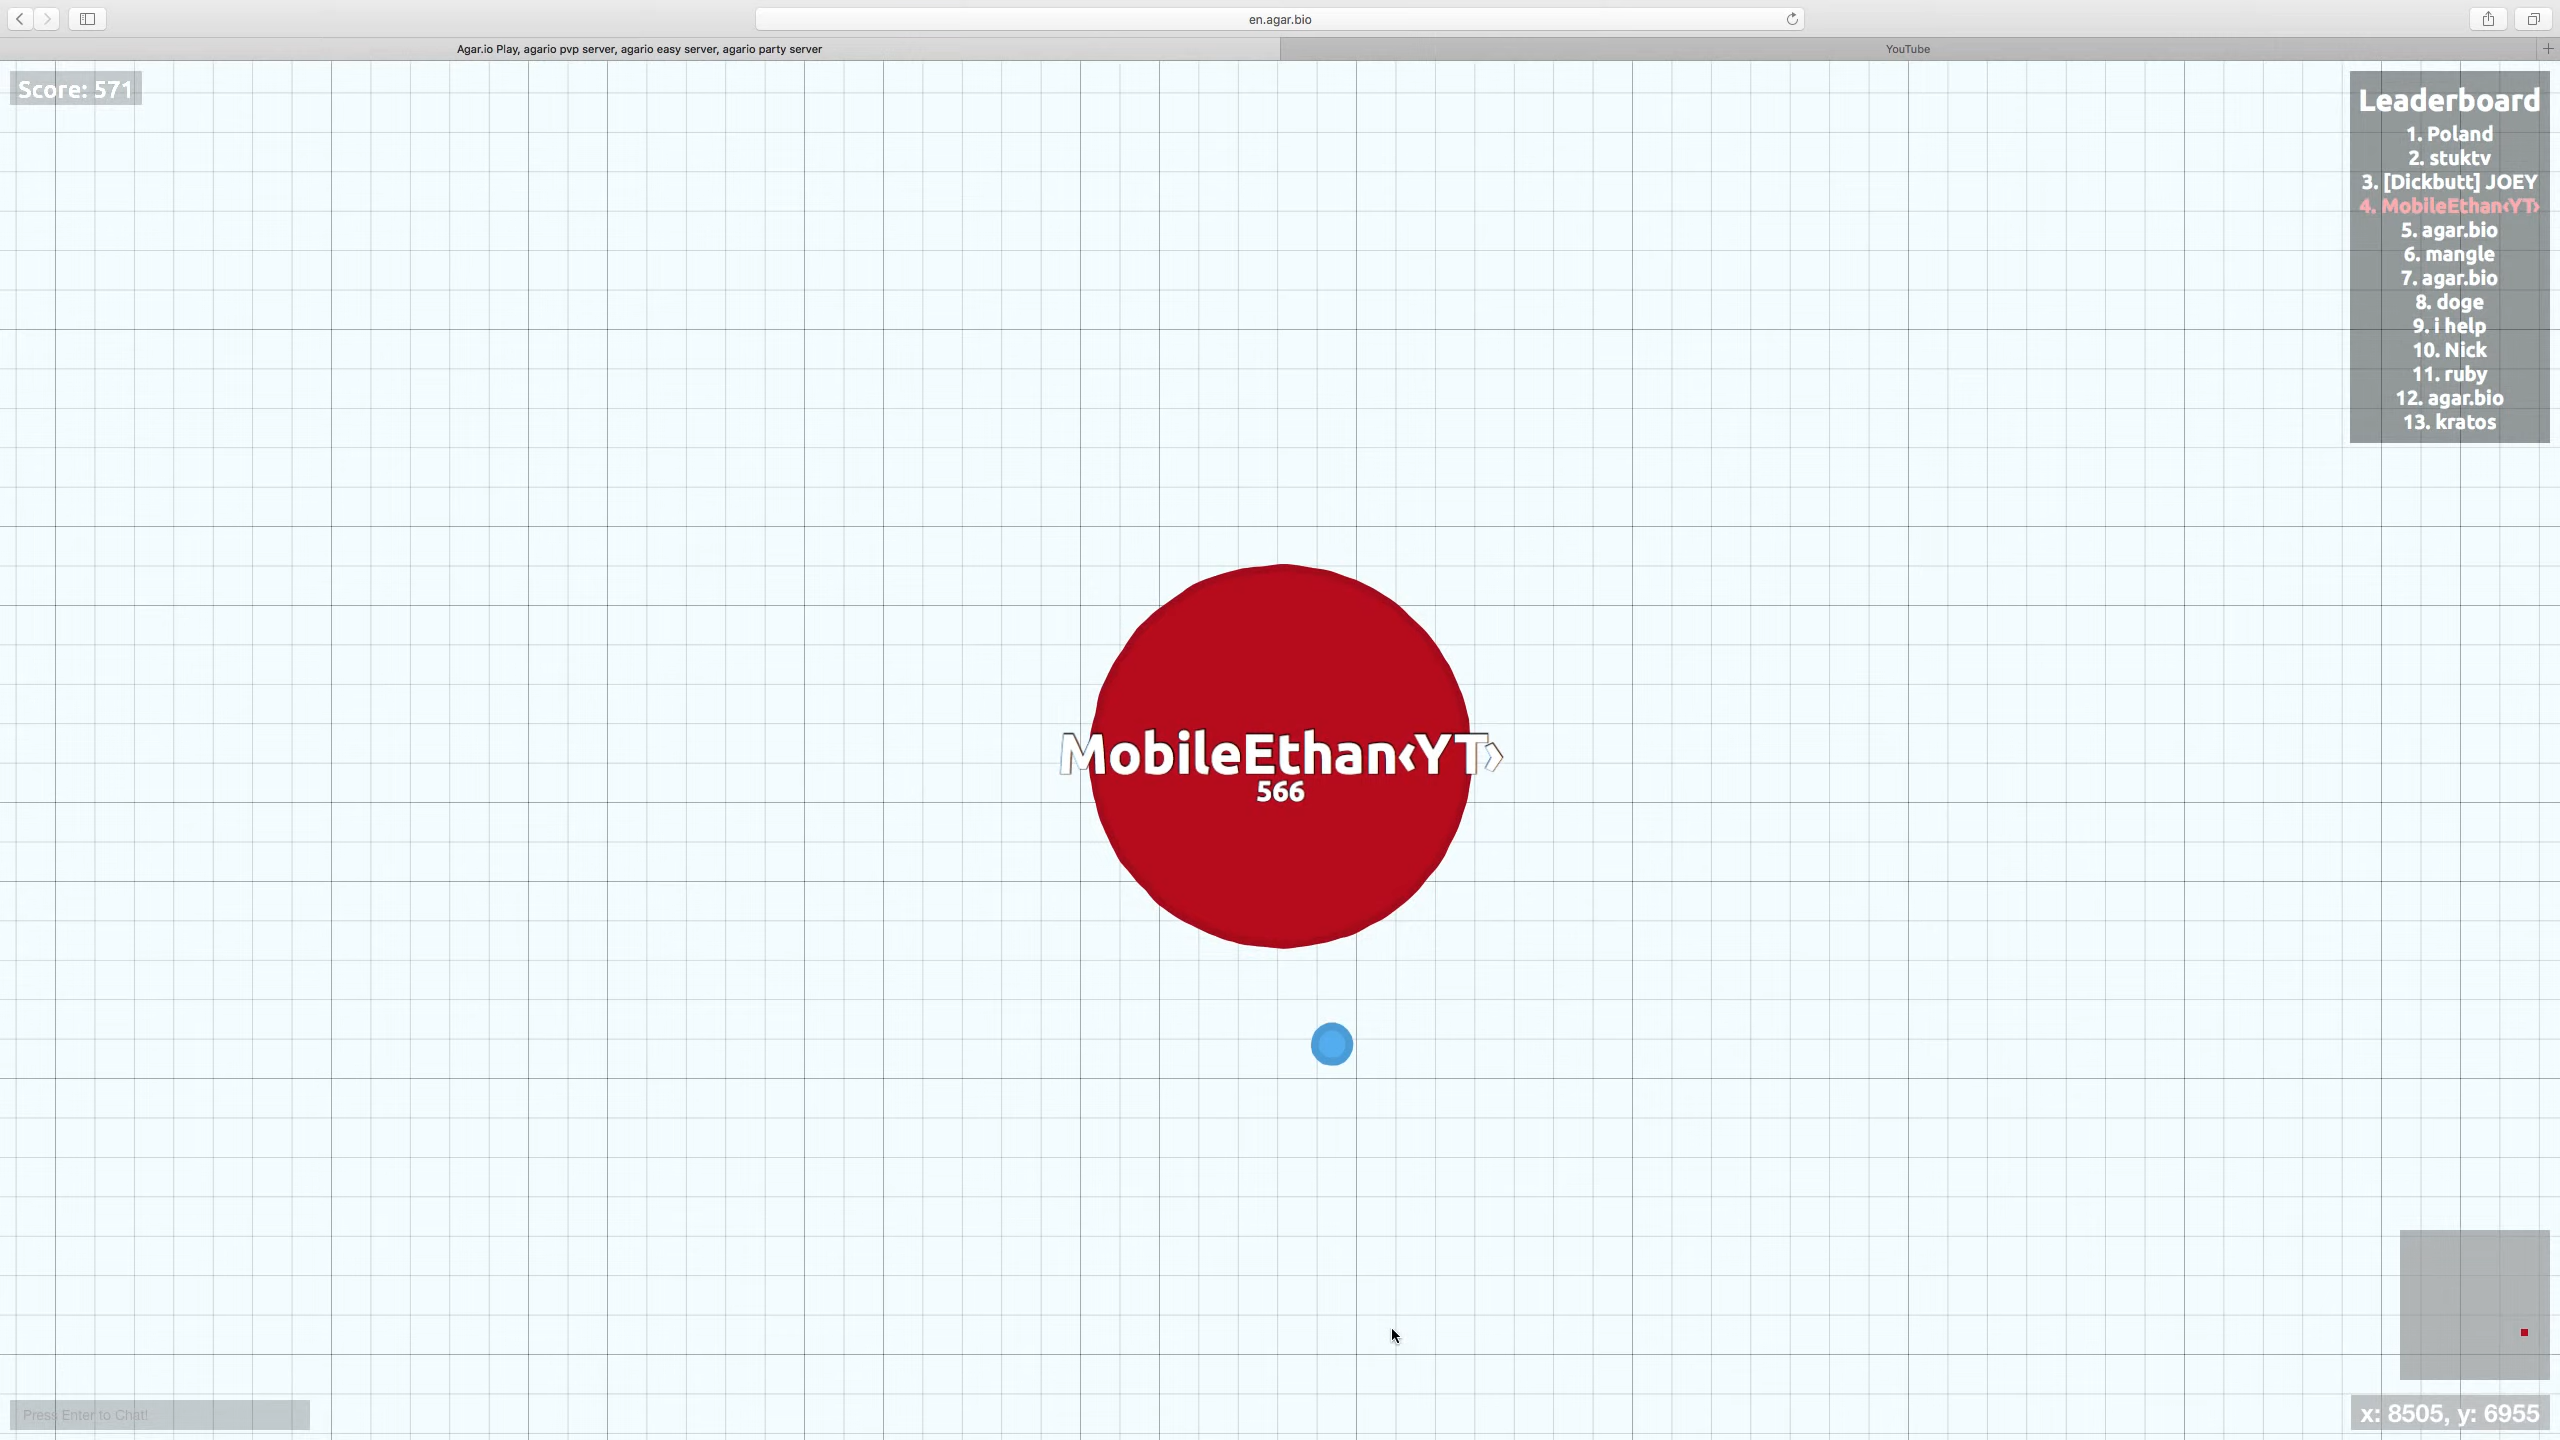 en.agar.bio
Agar.io Play, agario pvp server, agario easy server, agario party server
YouTube
Score: 571
Leaderboard
1. Poland
2. stuktv
3. [Dickbutt] JOEY
4. MobileEthan‹YT›
5. agar.bio
6. mangle
7. agar.bio
8. doge
9. i help
10. Nick
11. ruby
12. agar.bio
13. kratos
MobileEthan‹YT›
566
Press Enter to Chat!
x: 8505, y: 6955